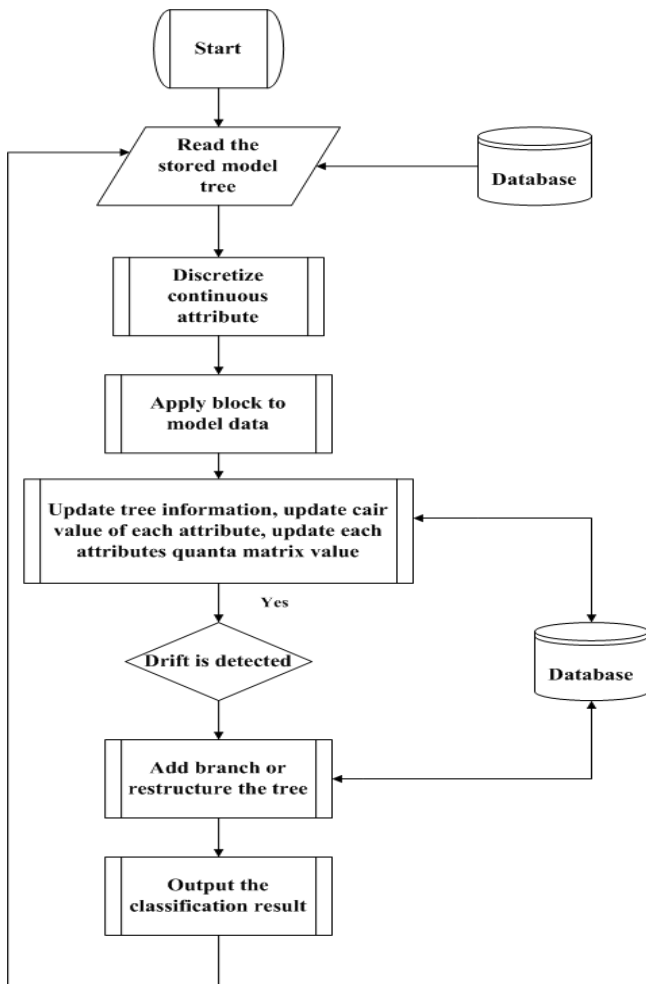 Start
Read the
stored model
tree
Database
Discretize
continuous
attribute
Apply block to
model data
Update tree information, update cair
value of each attribute, update each
attributes quanta matrix value
Yes
Drift is detected
Database
Add branch or
restructure the tree
Output the
classification result